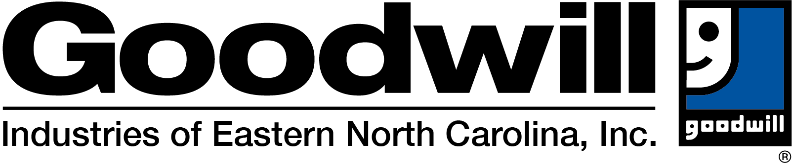 Goodwill
Industries of Eastern North Carolina, Inc.
goodwill
®